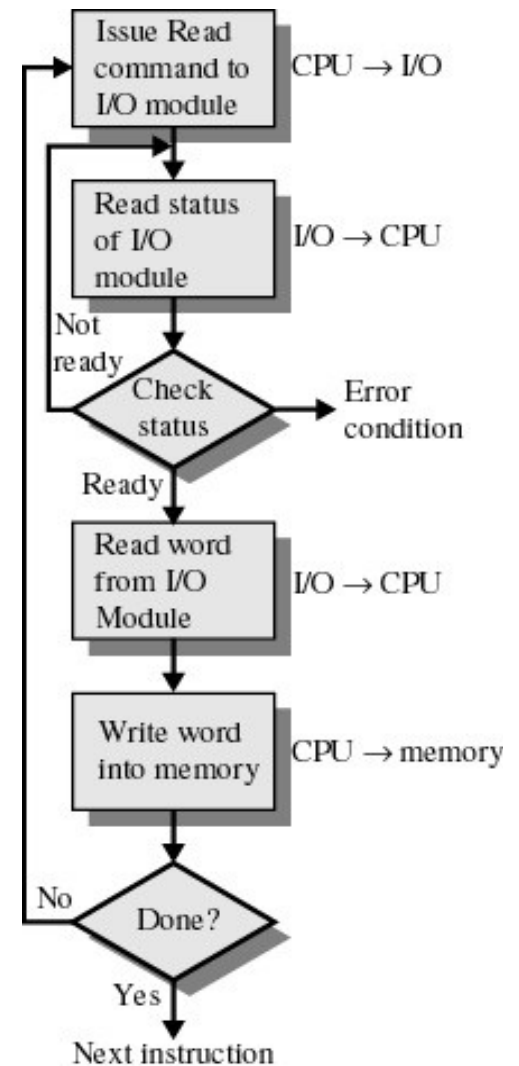 Issue Read
command to
I/O module
CPU → I/O
Read status
of I/O
module
I/O → CPU
Not
ready
Check
status
Error
condition
Ready
Read word
from I/O
Module
I/O → CPU
Write word
into memory
CPU → memory
No
Done?
Yes
Next instruction